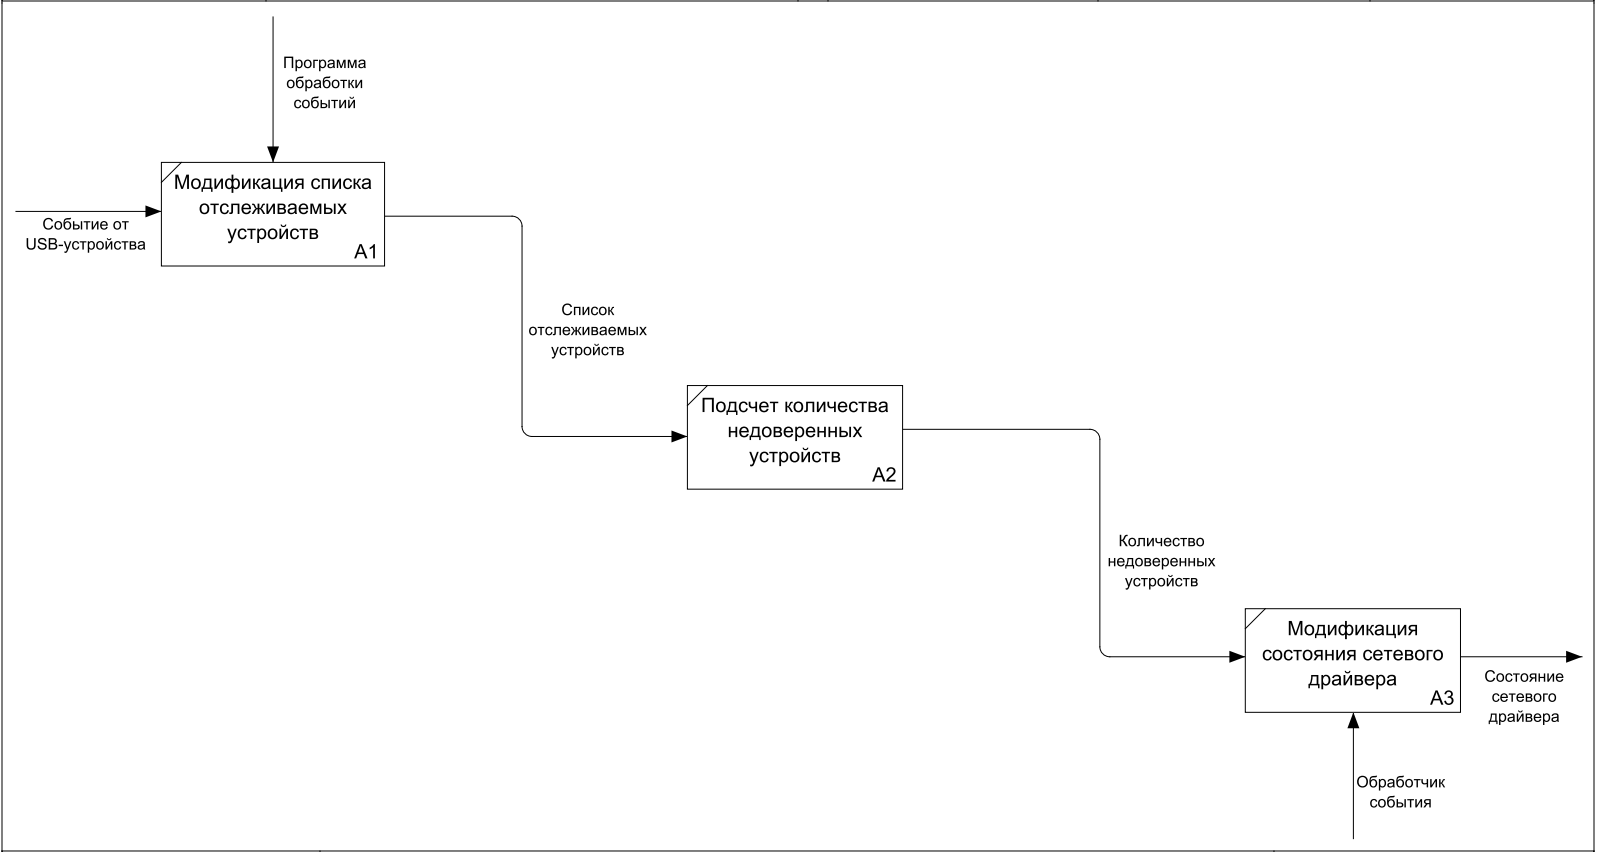 Программа
обработки
событий
Модификация списка
отслеживаемых
устройств
A1
Событие от
USB-устройства
Список
отслеживаемых
устройств
Подсчет количества
недоверенных
устройств
A2
Количество
недоверенных
устройств
Модификация
состояния сетевого
драйвера
A3
Состояние
сетевого
драйвера
Обработчик
события